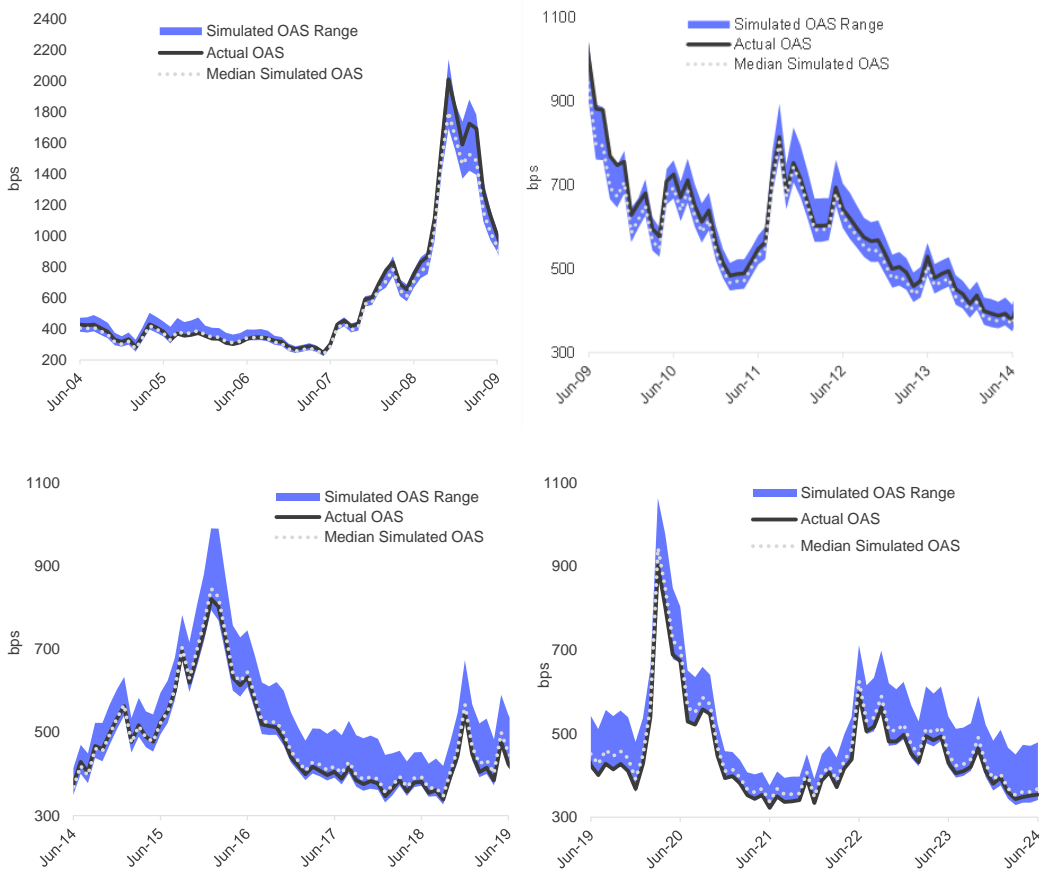 2400
2200
2000
1800
1600
1400
1200
1000
800
600
400
200
bps
Simulated OAS Range
Actual OAS
Median Simulated OAS
Jun-04
Jun-05
Jun-06
Jun-07
Jun-08
Jun-09
1100
900
700
500
300
bps
Simulated OAS Range
Actual OAS
Median Simulated OAS
Jun-09
Jun-10
Jun-11
Jun-12
Jun-13
Jun-14
1100
900
700
500
300
bps
Simulated OAS Range
Actual OAS
Median Simulated OAS
Jun-14
Jun-15
Jun-16
Jun-17
Jun-18
Jun-19
1100
900
700
500
300
bps
Simulated OAS Range
Actual OAS
Median Simulated OAS
Jun-19
Jun-20
Jun-21
Jun-22
Jun-23
Jun-24